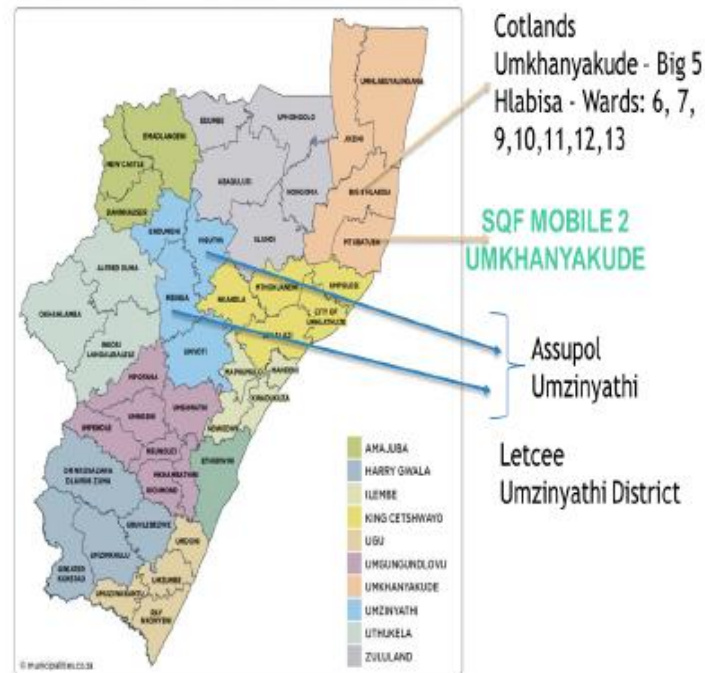 UMHLABUYALINGANA
JOZINI
BIG 5 HLABISA
MTUBATUBA
EDUMBE
UPHONGOLO
ABAQULUSI
NONGOMA
ULUNDI
EMADLANGENI
NEW CASTLE
DANNHAUSER
ENDUMENI
NQUTHU
MSINGA
UMVOTI
ALFRED DUMA
OKHAHLAMBA
INKOSI
LANGALIBALELE
NKANDLA
MTHONJANENI
UMFOLOZI
CITY OF
UMHLATHUZE
UMLALAZI
MAPHUMULO
MANDENI
KWADUKUZA
NDWEDWE
MPOFANA
UMNGENI
UMSHWATHI
IMPENDLE
MSUNDUZI
MKHAMBATHINI
RICHMOND
ETHEKWINI
DR NKOSAZANA
DLAMINI ZUMA
UBUHLEBEZWE
UMZIMKHULU
GREATER
KOKSTAD
UMDONI
UMZUMBE
UMUZIWABANTU
RAY
NKONYENI
AMAJUBA
HARRY GWALA
ILEMBE
KING CETSHWAYO
UGU
UMGUNGUNDLOVU
UMKHANYAKUDE
UMZINYATHI
UTHUKELA
ZULULAND
© municipalities.co.za
Cotlands
Umkhanyakude - Big 5
Hlabisa - Wards: 6, 7,
9,10,11,12,13
SQF MOBILE 2
UMKHANYAKUDE
Assupol
Umzinyathi
Letcee
Umzinyathi District